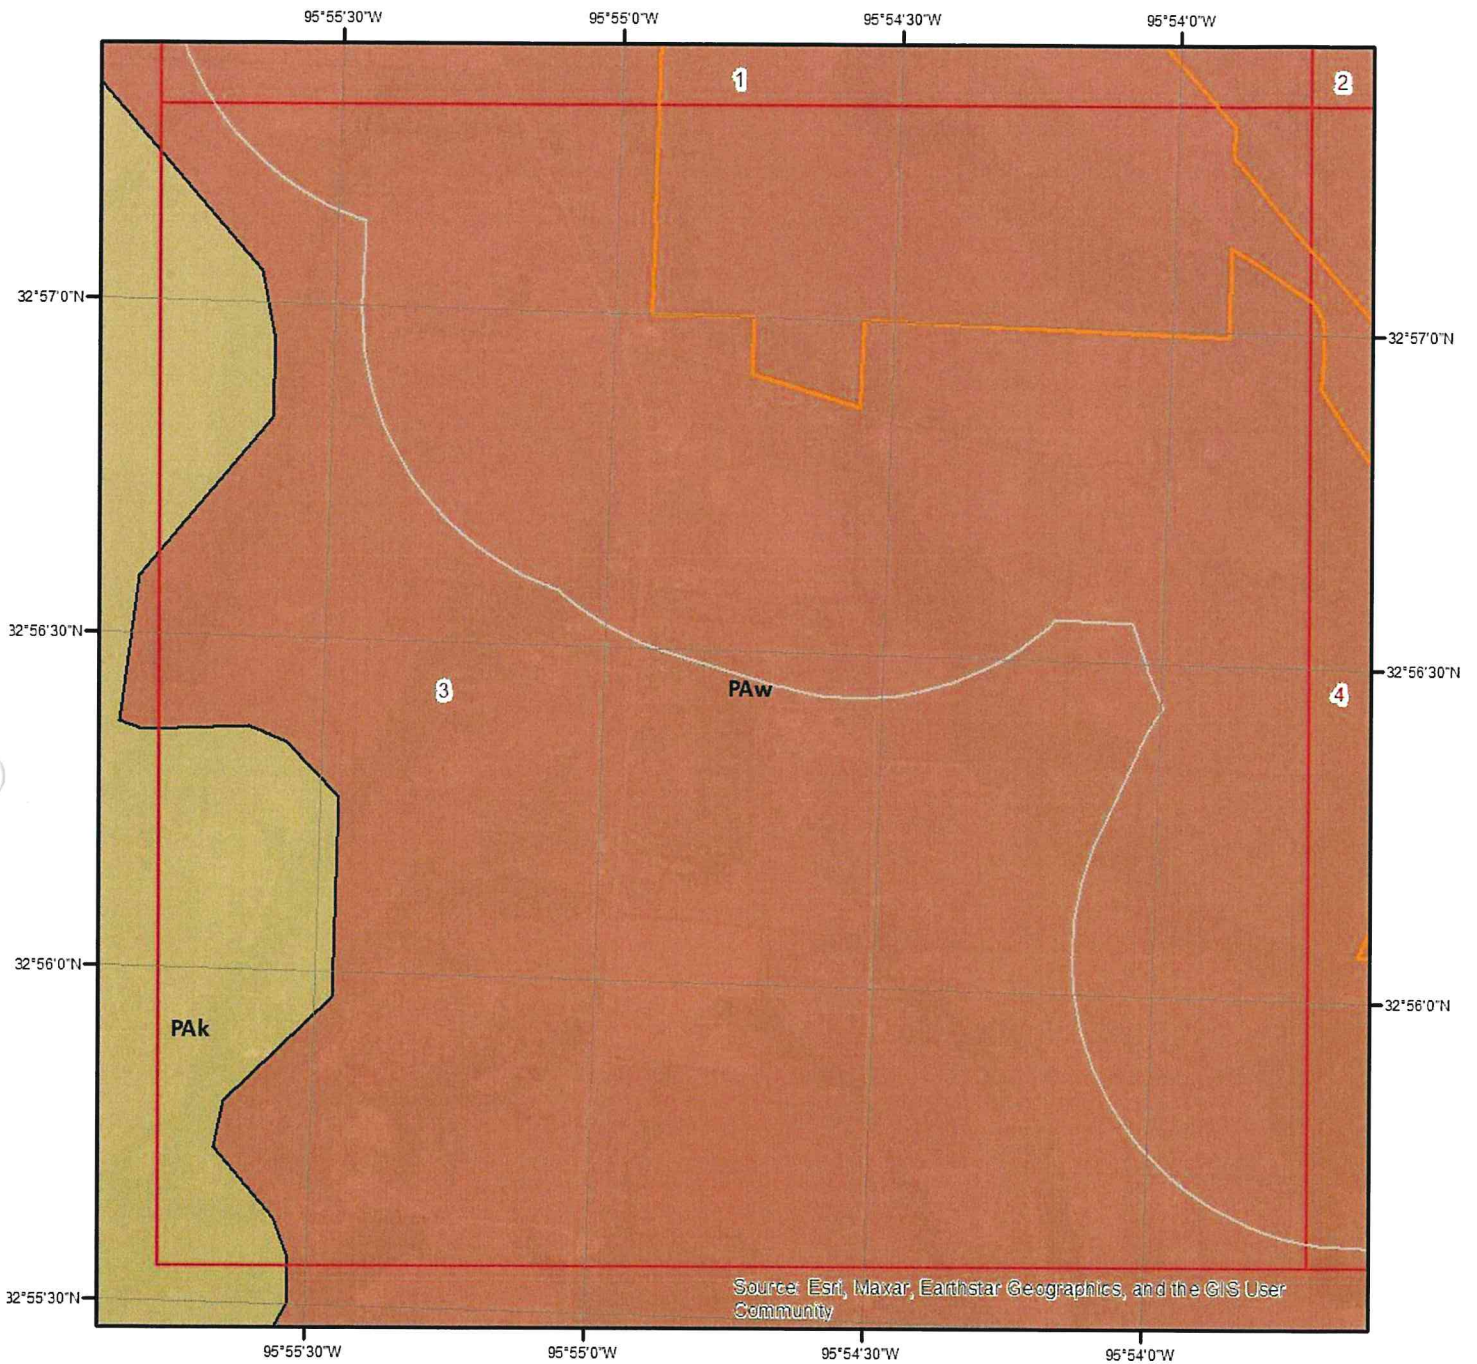 95°55'30"W 95°55'0"W 95°54'30"W 95°54'0"W
1
2
32°57'0"N
32°57'0"N
32°56'30"N
32°56'30"N
3
PAw
4
32°56'0"N
32°56'0"N
PAk
32°55'30"N
Source: Esri, Maxar, Earthstar Geographics, and the GIS User
Community
95°55'30"W 95°55'0"W 95°54'30"W 95°54'0"W